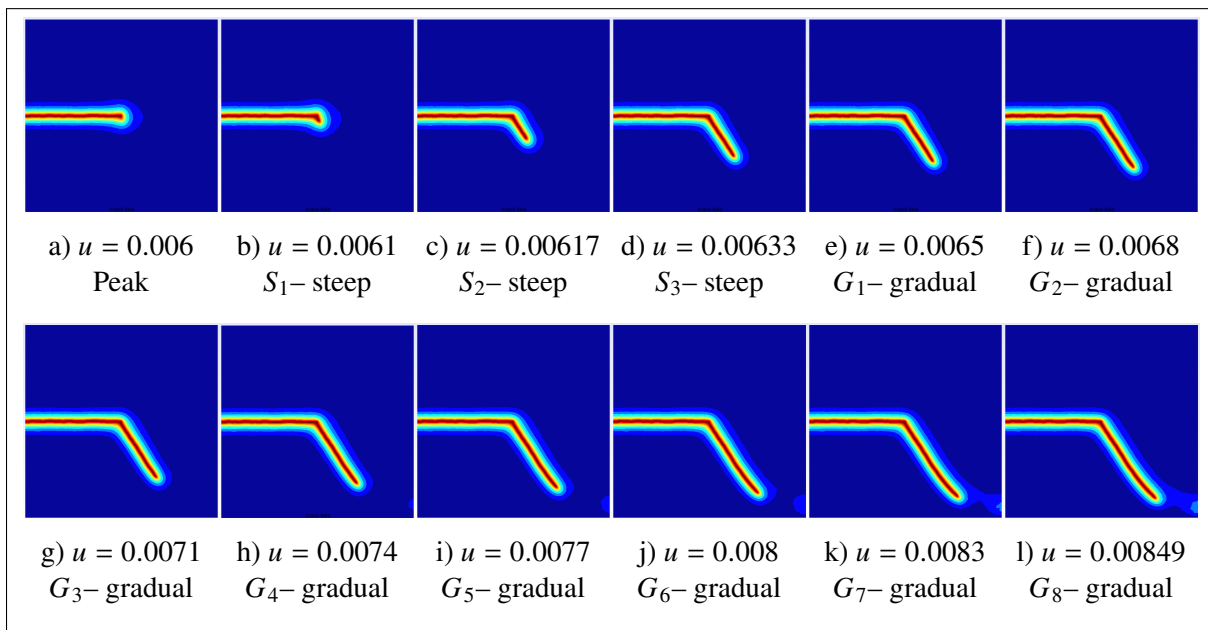 a) u = 0.006 b) u = 0.0061 c) u = 0.00617 d) u = 0.00633 e) u = 0.0065 f) u = 0.0068
Peak S₁– steep S₂– steep S₃– steep G₁– gradual G₂– gradual
g) u = 0.0071 h) u = 0.0074 i) u = 0.0077 j) u = 0.008 k) u = 0.0083 l) u = 0.00849
G₃– gradual G₄– gradual G₅– gradual G₆– gradual G₇– gradual G₈– gradual